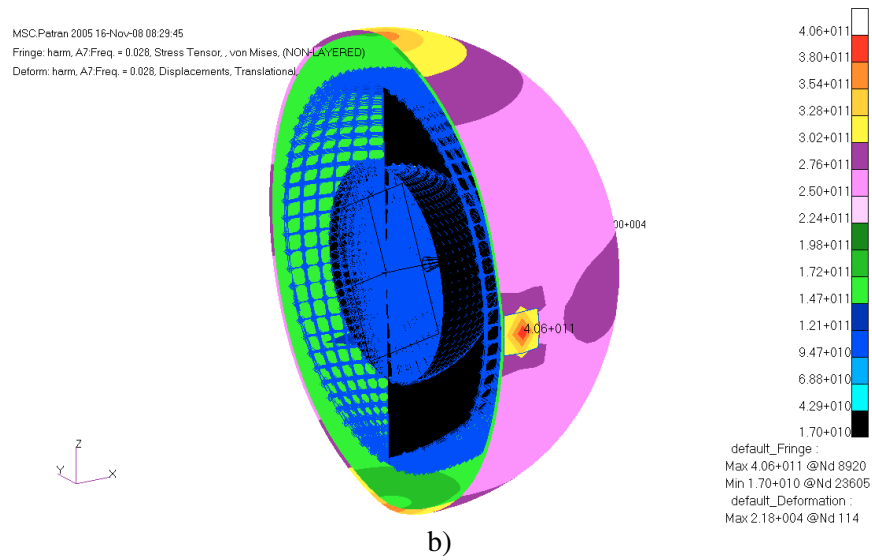 MSC.Patran 2005 16-Nov-08 08:29:45
Fringe: harm, A7:Freq. = 0.028, Stress Tensor, , von Mises, (NON-LAYERED)
Deform: harm, A7:Freq. = 0.028, Displacements, Translational,
4.06+011
3.80+011
3.54+011
3.28+011
3.02+011
2.76+011
2.50+011
2.24+011
1.98+011
1.72+011
1.47+011
1.21+011
9.47+010
6.88+010
4.29+010
1.70+010
00+004
4.06+011
Z
Y
X
default_Fringe :
Max 4.06+011 @Nd 8920
Min 1.70+010 @Nd 23605
default_Deformation :
Max 2.18+004 @Nd 114
b)